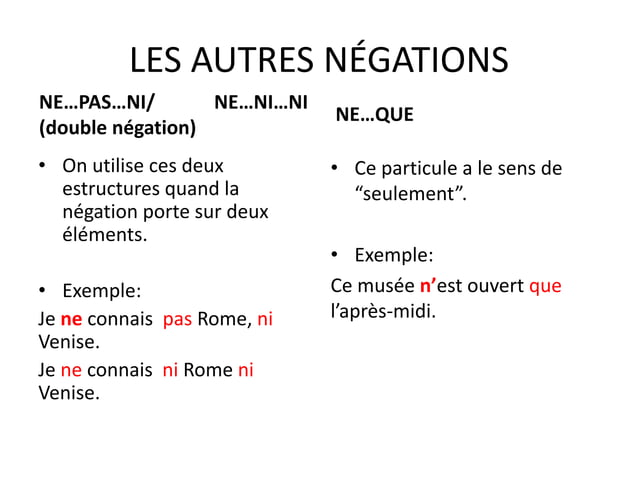 LES AUTRES NÉGATIONS
NE…PAS…NI/ NE…NI…NI
(double négation)
• On utilise ces deux
estructures quand la
négation porte sur deux
éléments.
• Exemple:
Je ne connais pas Rome, ni
Venise.
Je ne connais ni Rome ni
Venise.
NE…QUE
• Ce particule a le sens de
“seulement”.
• Exemple:
Ce musée n’est ouvert que
l’après-midi.